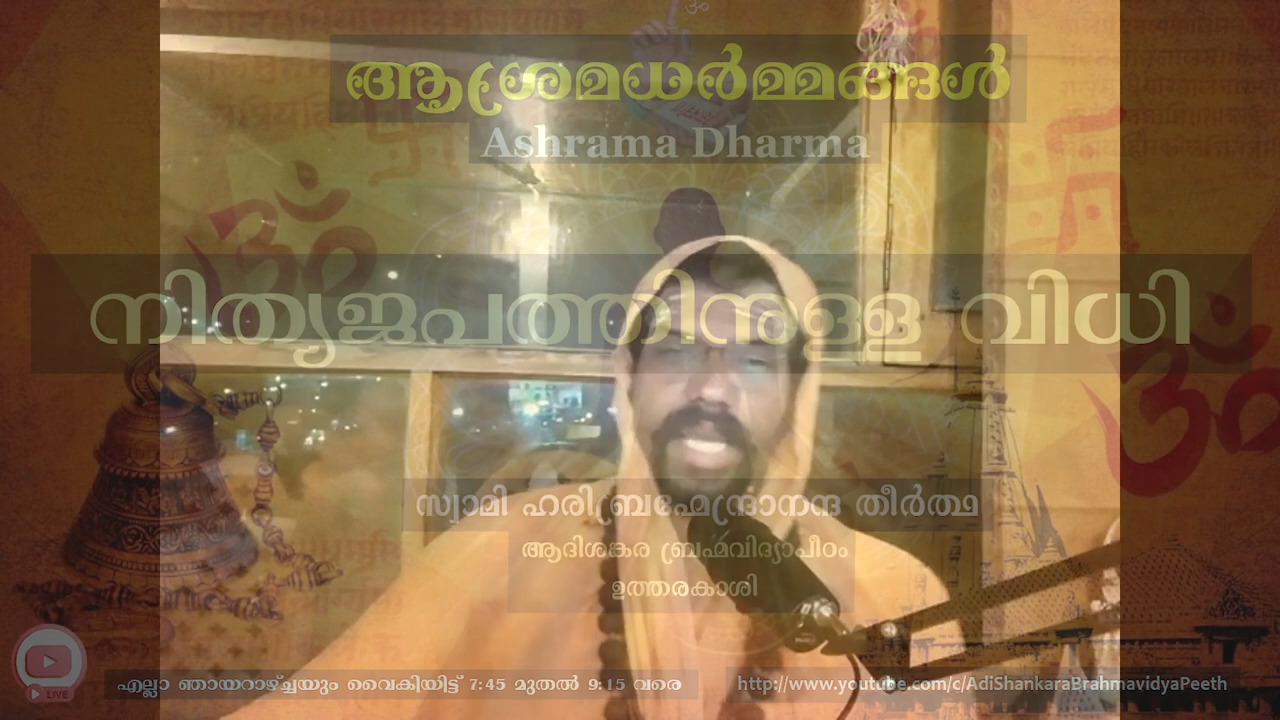 ആശ്രമധർമ്മങ്ങൾ
Ashrama Dharma
നിത്യജപത്തിനുള്ള വിധി
സ്വാമി ഹരിബ്രഹ്മേന്ദ്രാനന്ദ തീർത്ഥ
ആദിശങ്കര ബ്രഹ്മവിദ്യാപീഠം
ഉത്തരകാശി
LIVE
എല്ലാ ഞായറാഴ്ച്ചയും വൈകിയിട്ട് 7:45 മുതൽ 9:15 വരെ
http://www.youtube.com/c/AdiShankaraBrahmavidyaPeeth